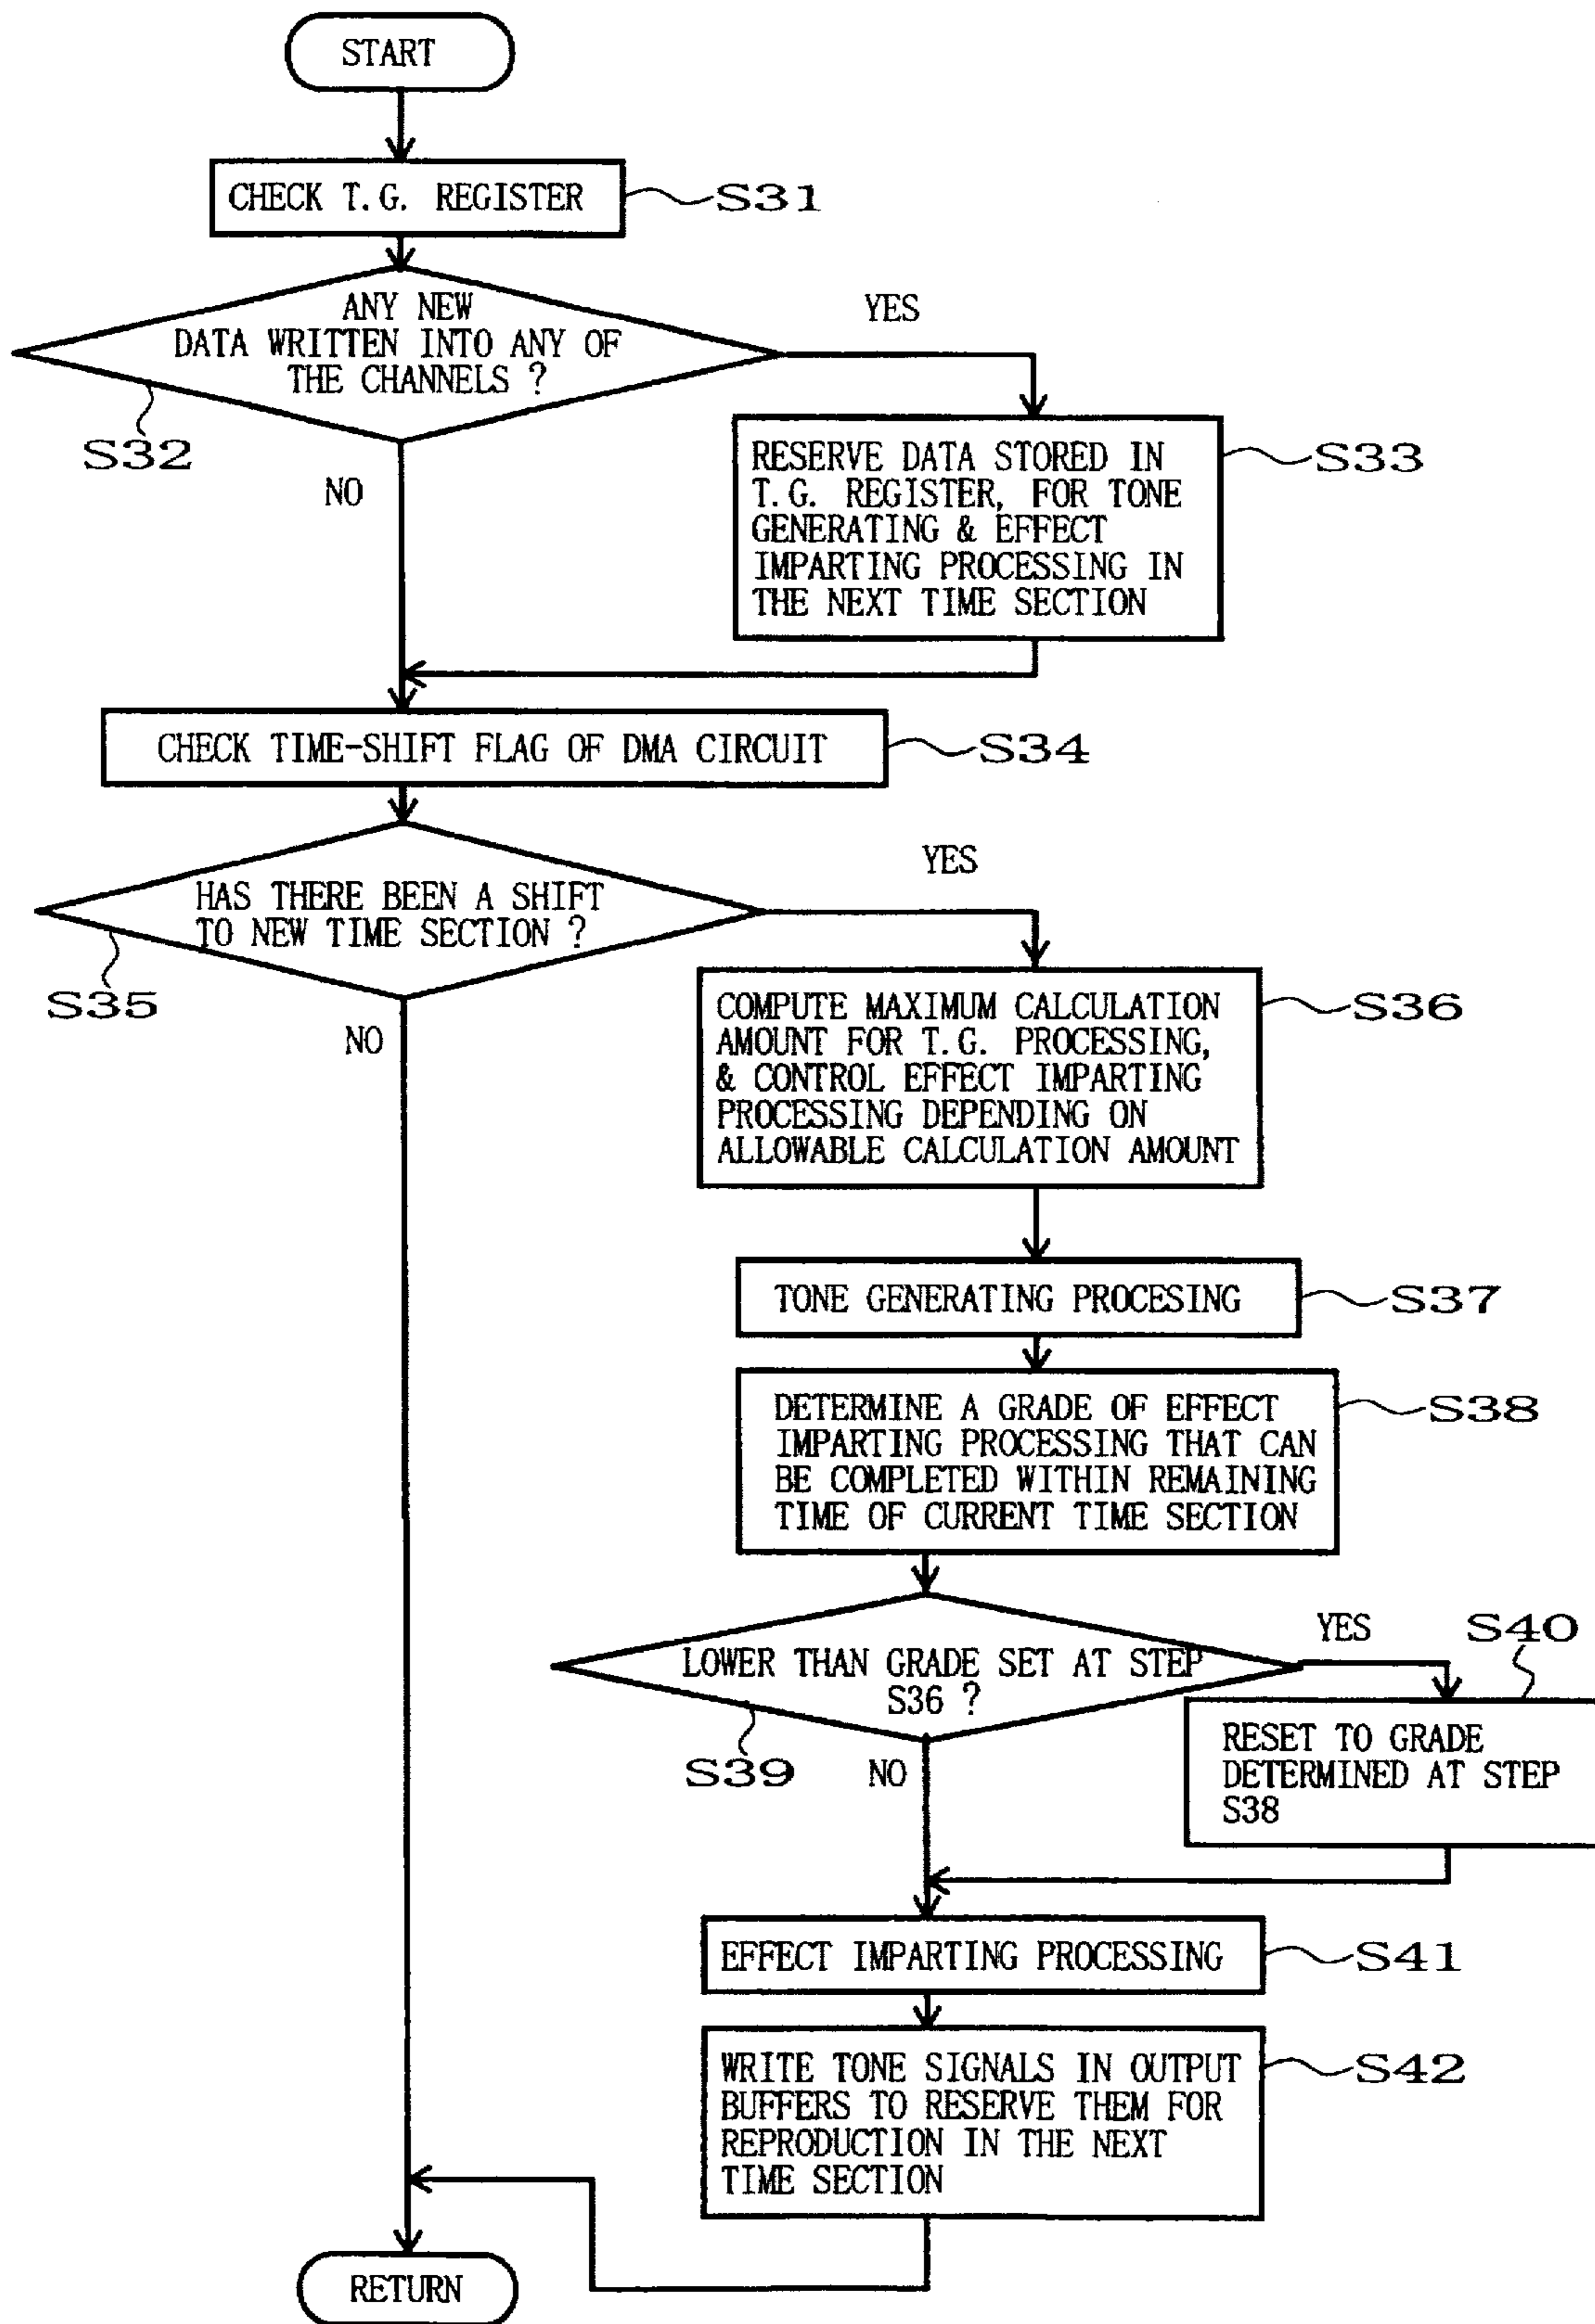 START
CHECK T.G. REGISTER
S31
ANY NEW
DATA WRITTEN INTO ANY OF
THE CHANNELS ?
YES
S32
NO
RESERVE DATA STORED IN
T.G. REGISTER, FOR TONE
GENERATING & EFFECT
IMPARTING PROCESSING IN
THE NEXT TIME SECTION
S33
CHECK TIME-SHIFT FLAG OF DMA CIRCUIT
S34
HAS THERE BEEN A SHIFT
TO NEW TIME SECTION ?
YES
S35
NO
COMPUTE MAXIMUM CALCULATION
AMOUNT FOR T.G. PROCESSING,
& CONTROL EFFECT IMPARTING
PROCESSING DEPENDING ON
ALLOWABLE CALCULATION AMOUNT
S36
TONE GENERATING PROCESING
S37
DETERMINE A GRADE OF EFFECT
IMPARTING PROCESSING THAT CAN
BE COMPLETED WITHIN REMAINING
TIME OF CURRENT TIME SECTION
S38
LOWER THAN GRADE SET AT STEP
S36 ?
YES
S40
S39
NO
RESET TO GRADE
DETERMINED AT STEP
S38
EFFECT IMPARTING PROCESSING
S41
WRITE TONE SIGNALS IN OUTPUT
BUFFERS TO RESERVE THEM FOR
REPRODUCTION IN THE NEXT
TIME SECTION
S42
RETURN